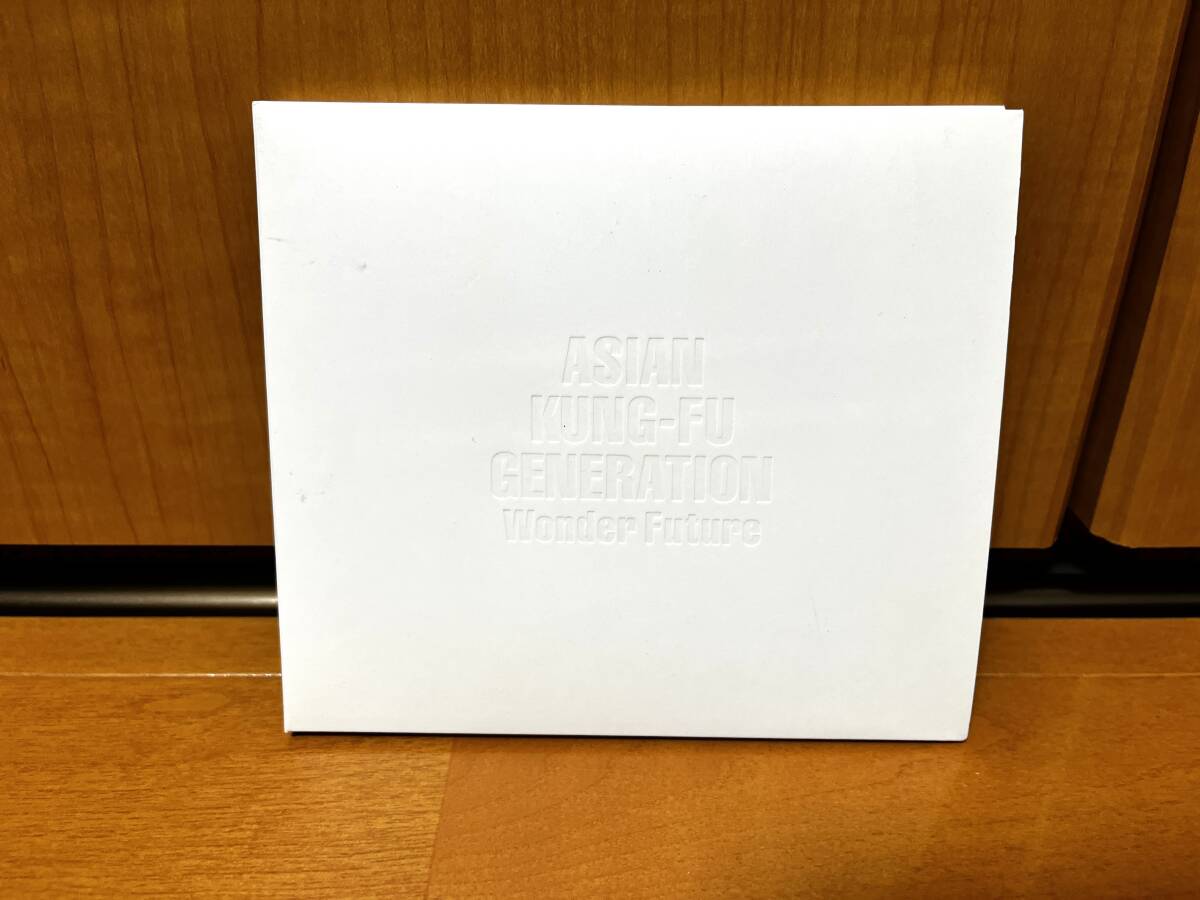 ASIAN
KUNG-FU
GENERATION
Wonder Future